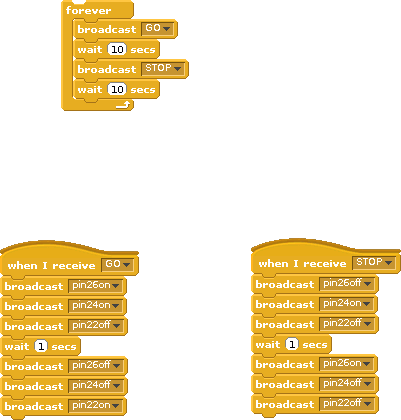 forever
broadcast GO
wait 10 secs
broadcast STOP
wait 10 secs
when I receive GO
broadcast pin26on
broadcast pin24on
broadcast pin22off
wait 1 secs
broadcast pin26off
broadcast pin24off
broadcast pin22on
when I receive STOP
broadcast pin26off
broadcast pin24on
broadcast pin22off
wait 1 secs
broadcast pin26on
broadcast pin24off
broadcast pin22off